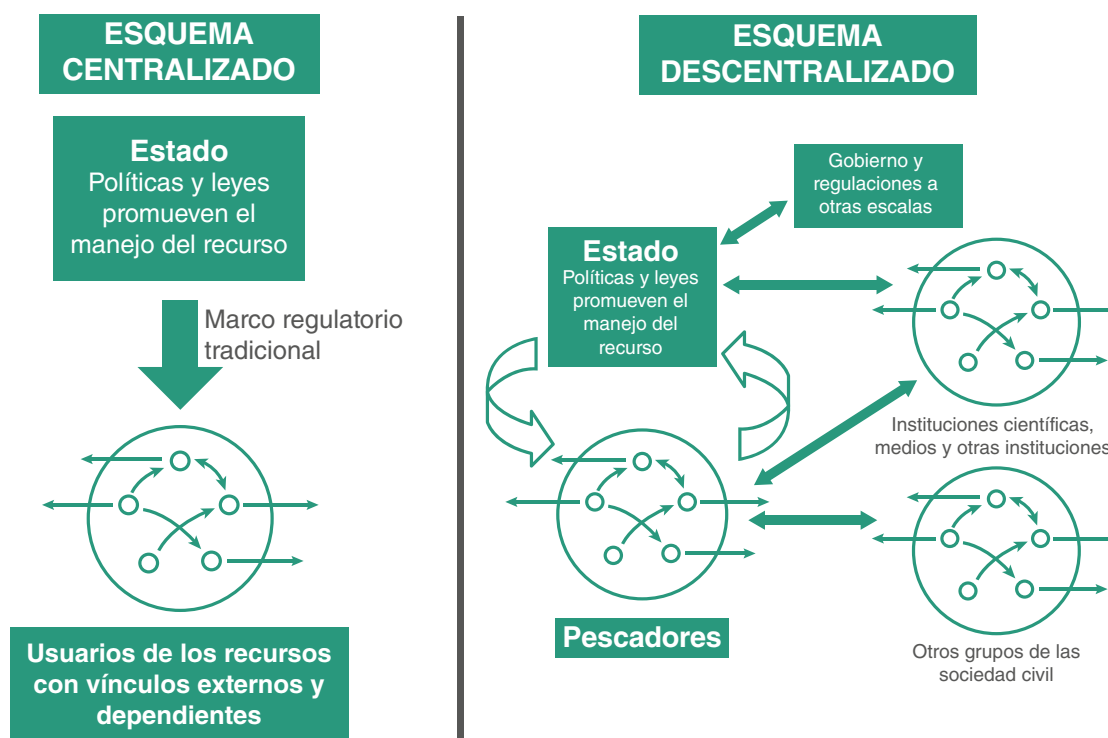 ESQUEMA
CENTRALIZADO
Estado
Políticas y leyes
promueven el
manejo del recurso
Marco regulatorio
tradicional
Usuarios de los recursos
con vínculos externos y
dependientes
ESQUEMA
DESCENTRALIZADO
Gobierno y
regulaciones a
otras escalas
Estado
Políticas y leyes
promueven el
manejo del
recurso
Instituciones científicas,
medios y otras instituciones
Pescadores
Otros grupos de las
sociedad civil